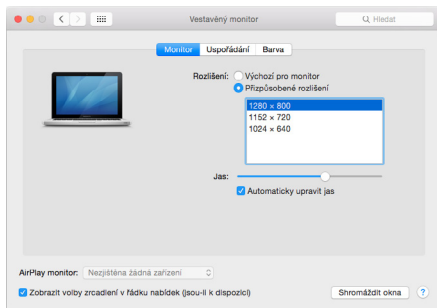 Vestavěný monitor
Hledat
Monitor Uspořádání Barva
Rozlišení: Výchozí pro monitor
Přizpůsobené rozlišení
1280 × 800
1152 × 720
1024 × 640
Jas:
Automaticky upravit jas
AirPlay monitor: Nezjištěna žádná zařízení
Zobrazit volby zrcadlení v řádku nabídek (jsou-li k dispozici)
Shromáždit okna ?